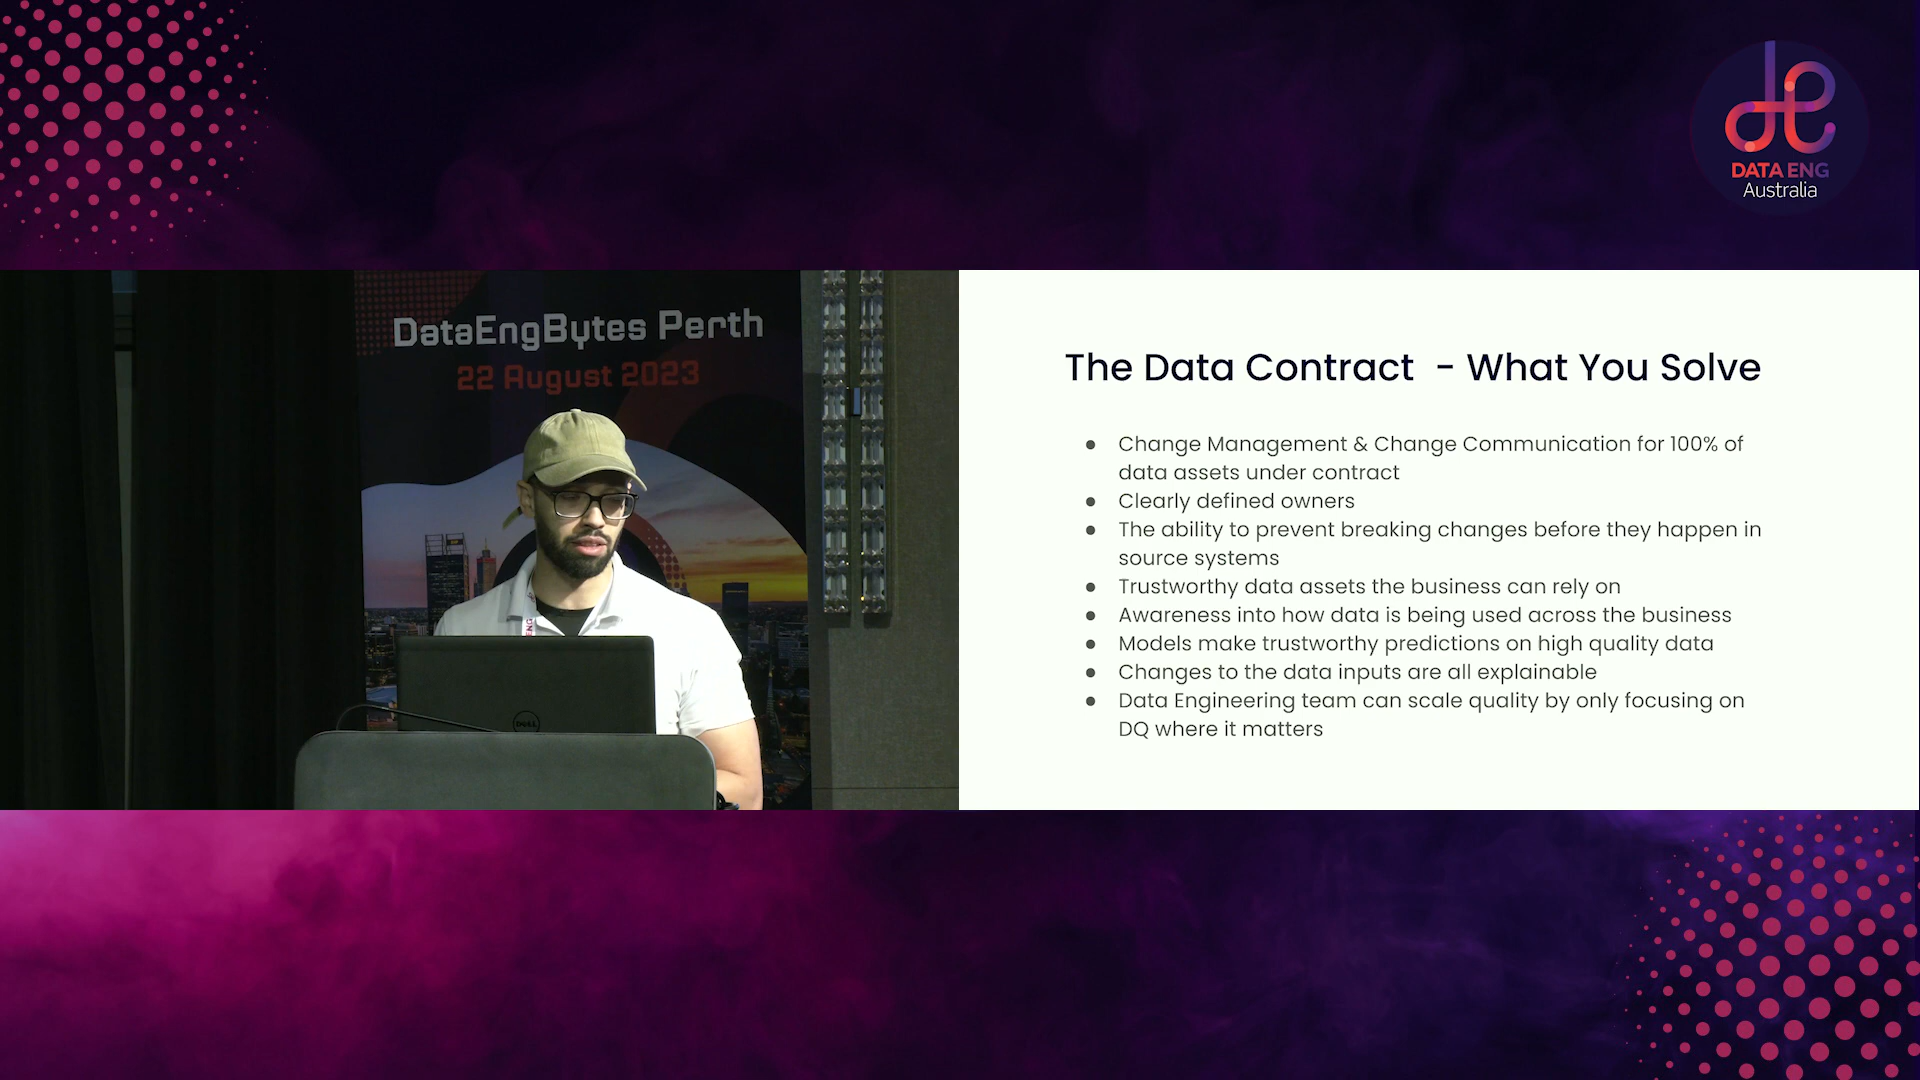 DATA ENG
Australia
DataEngBytes Perth
22 August 2023
ENG
DELL
The Data Contract - What You Solve
● Change Management & Change Communication for 100% of
data assets under contract
● Clearly defined owners
● The ability to prevent breaking changes before they happen in
source systems
● Trustworthy data assets the business can rely on
● Awareness into how data is being used across the business
● Models make trustworthy predictions on high quality data
● Changes to the data inputs are all explainable
● Data Engineering team can scale quality by only focusing on
DQ where it matters